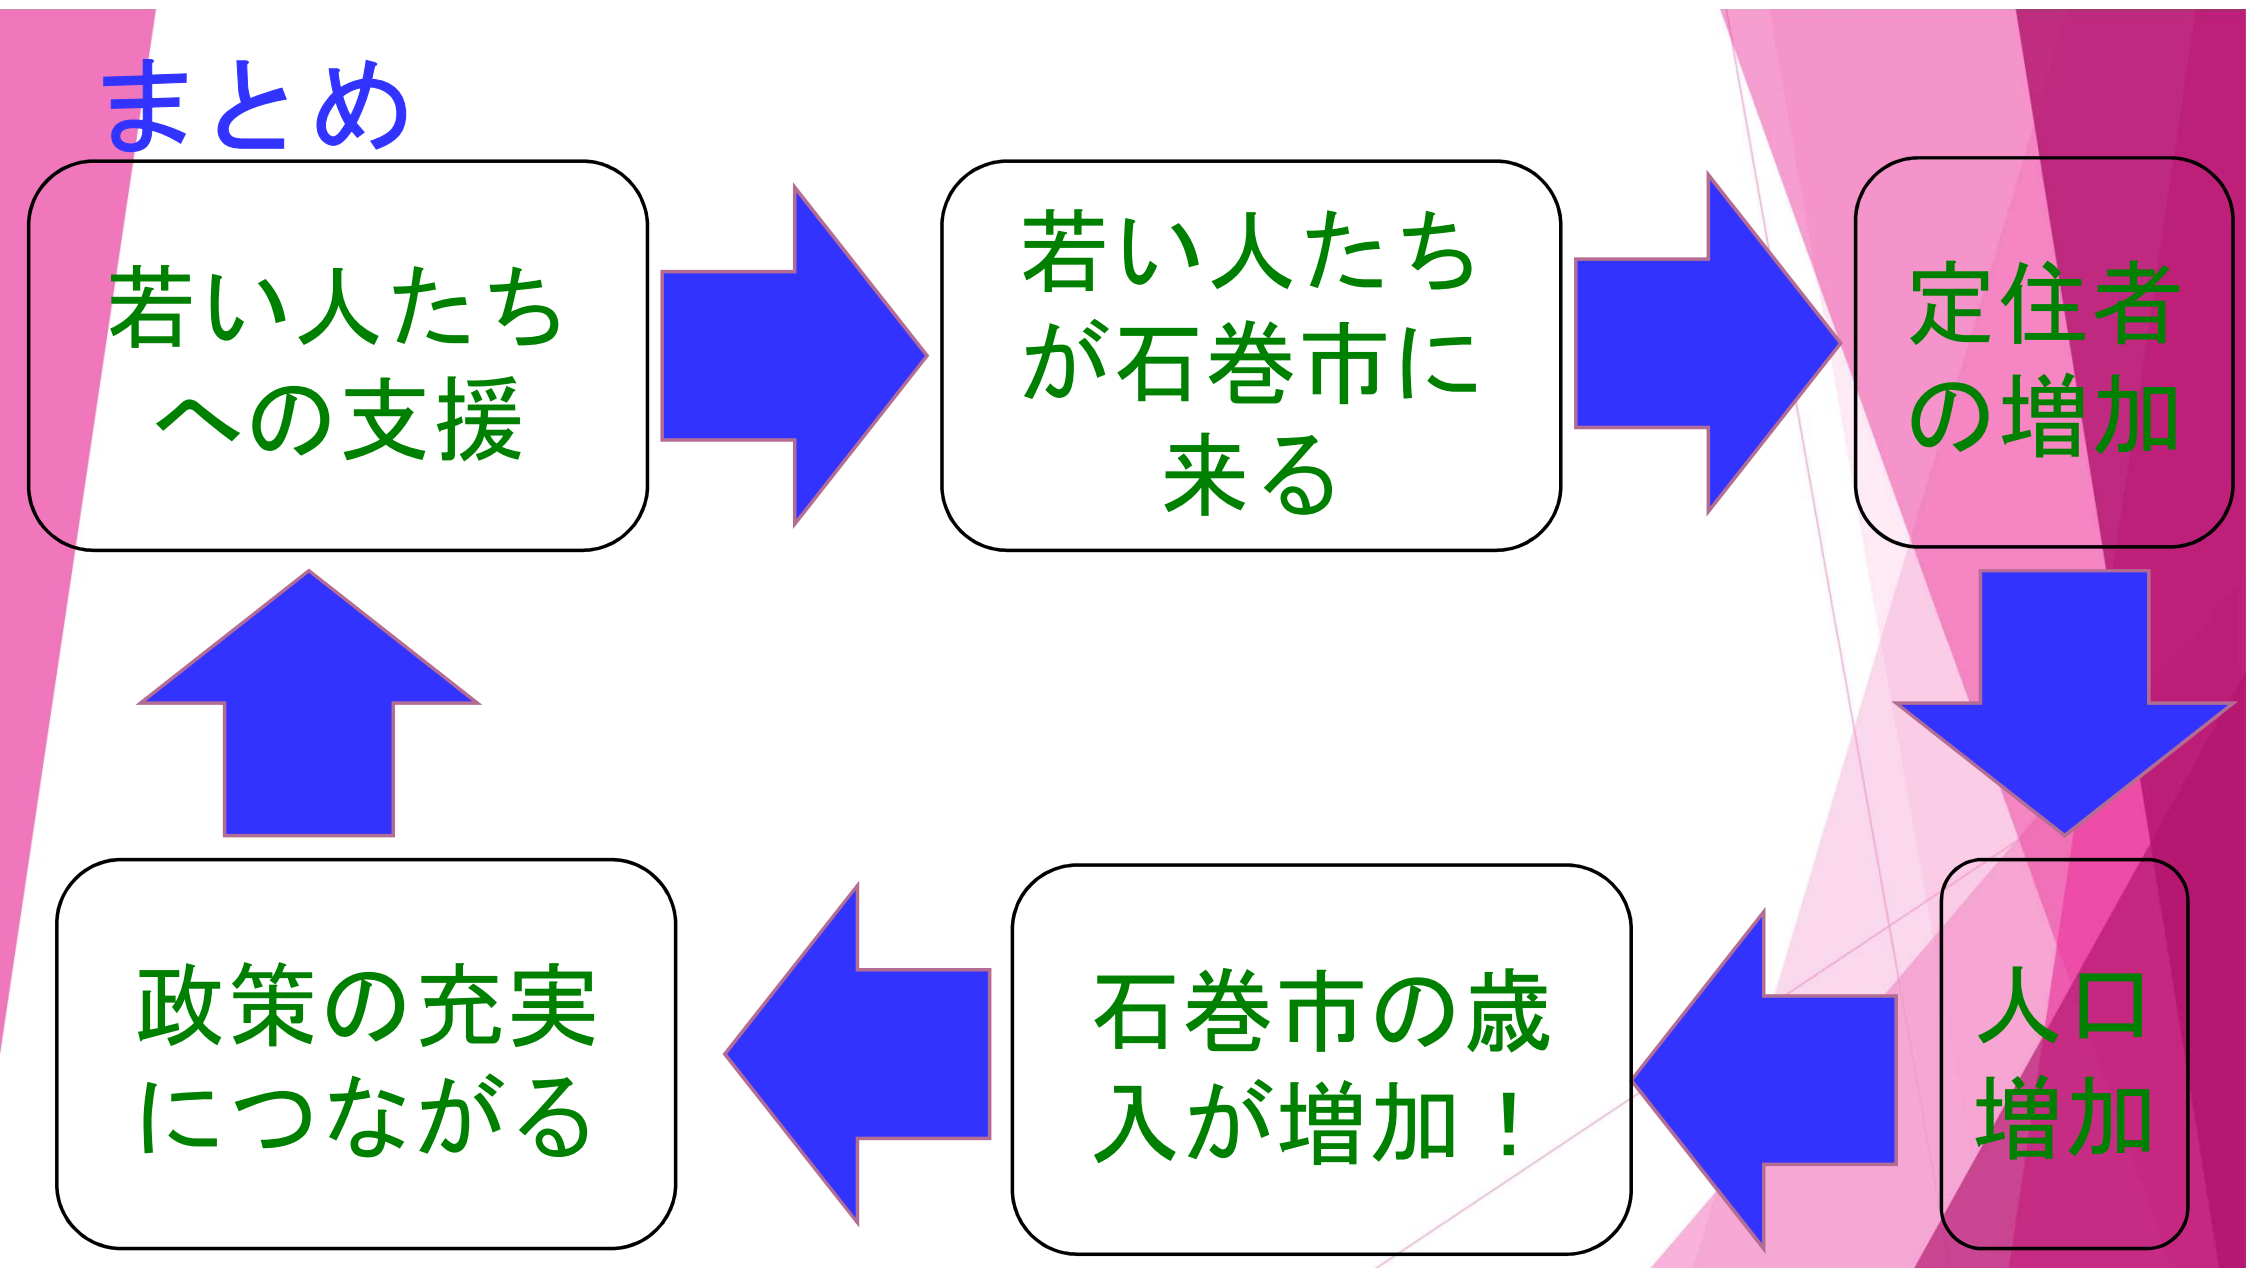 まとめ
若い人たち
への支援
若い人たち
が石巻市に
来る
定住者
の増加
人口
増加
石巻市の歳
入が増加！
政策の充実
につながる